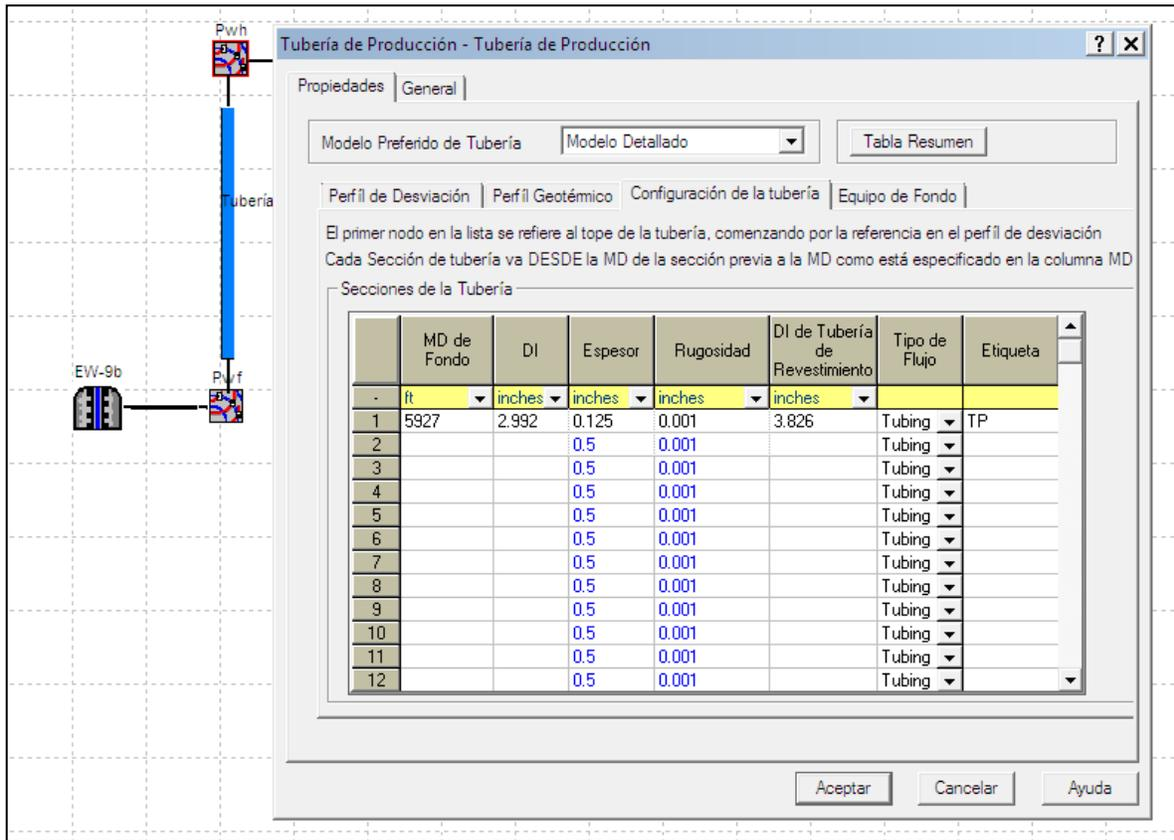 Pwh
Tubería
EW-9b
Pwf
Tubería de Producción - Tubería de Producción
? X
Propiedades General
Modelo Preferido de Tubería Modelo Detallado Tabla Resumen
Perfíl de Desviación Perfíl Geotérmico Configuración de la tubería Equipo de Fondo
El primer nodo en la lista se refiere al tope de la tubería, comenzando por la referencia en el perfíl de desviación
Cada Sección de tubería va DESDE la MD de la sección previa a la MD como está especificado en la columna MD
Secciones de la Tubería
MD de Fondo DI Espesor Rugosidad DI de Tubería de Revestimiento Tipo de Flujo Etiqueta
- ft inches inches inches inches
1 5927 2.992 0.125 0.001 3.826 Tubing TP
2 0.5 0.001 Tubing
3 0.5 0.001 Tubing
4 0.5 0.001 Tubing
5 0.5 0.001 Tubing
6 0.5 0.001 Tubing
7 0.5 0.001 Tubing
8 0.5 0.001 Tubing
9 0.5 0.001 Tubing
10 0.5 0.001 Tubing
11 0.5 0.001 Tubing
12 0.5 0.001 Tubing
Aceptar Cancelar Ayuda